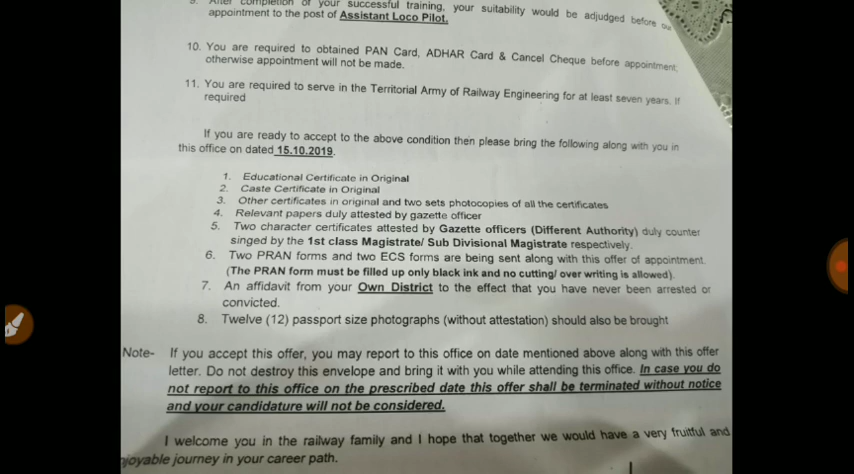 9. After completion of your successful training, your suitability would be adjudged before our
appointment to the post of Assistant Loco Pilot.
10. You are required to obtained PAN Card, ADHAR Card & Cancel Cheque before appointment,
otherwise appointment will not be made.
11. You are required to serve in the Territorial Army of Railway Engineering for at least seven years. If
required
If you are ready to accept to the above condition then please bring the following along with you in
this office on dated 15.10.2019.
1. Educational Certificate in Original
2. Caste Certificate in Original
3. Other certificates in original and two sets photocopies of all the certificates
4. Relevant papers duly attested by gazette officer
5. Two character certificates attested by Gazette officers (Different Authority) duly counter
singed by the 1st class Magistrate/ Sub Divisional Magistrate respectively.
6. Two PRAN forms and two ECS forms are being sent along with this offer of appointment.
(The PRAN form must be filled up only black ink and no cutting/ over writing is allowed).
7. An affidavit from your Own District to the effect that you have never been arrested or
convicted.
8. Twelve (12) passport size photographs (without attestation) should also be brought
Note- If you accept this offer, you may report to this office on date mentioned above along with this offer
letter. Do not destroy this envelope and bring it with you while attending this office. In case you do
not report to this office on the prescribed date this offer shall be terminated without notice
and your candidature will not be considered.
I welcome you in the railway family and I hope that together we would have a very fruitful and
njoyable journey in your career path.